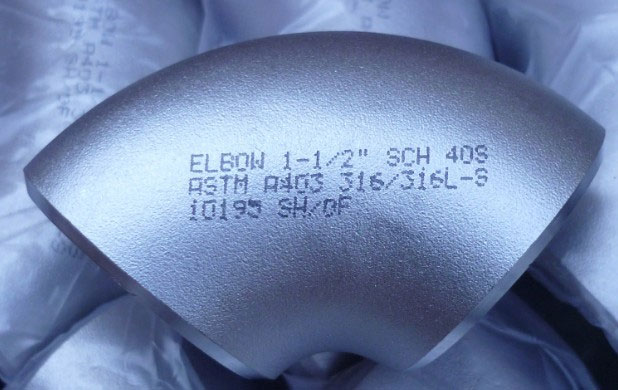 ELBOW 1-1/2" SCH 40S
ASTM A403 316/316L-S
10195 SH/OF